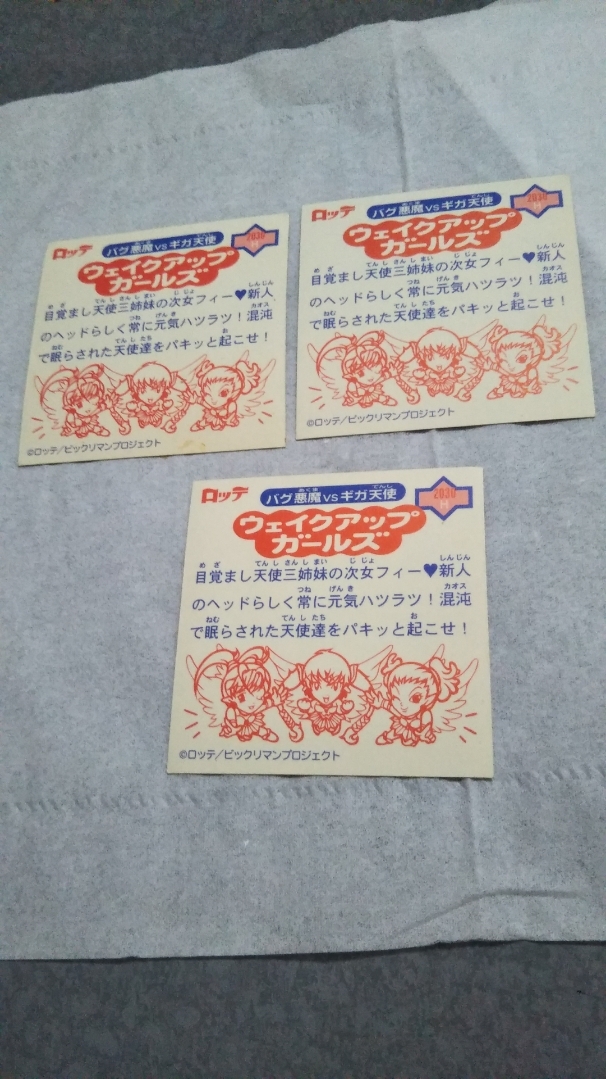 ロッテ
バグ悪魔VSギガ天使
2030
H
ウェイクアップ
ガールズ
目覚まし天使三姉妹の次女フィー♥新人
のヘッドらしく常に元気ハツラツ！混沌
で眠らされた天使達をパキッと起こせ！
©ロッテ／ビックリマンプロジェクト
ロッテ
バグ悪魔VSギガ天使
2030
H
ウェイクアップ
ガールズ
目覚まし天使三姉妹の次女フィー♥新人
のヘッドらしく常に元気ハツラツ！混沌
で眠らされた天使達をパキッと起こせ！
©ロッテ／ビックリマンプロジェクト
ロッテ
バグ悪魔VSギガ天使
2030
H
ウェイクアップ
ガールズ
目覚まし天使三姉妹の次女フィー♥新人
のヘッドらしく常に元気ハツラツ！混沌
で眠らされた天使達をパキッと起こせ！
©ロッテ／ビックリマンプロジェクト